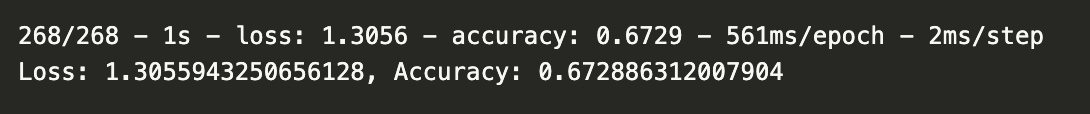 268/268 - 1s - loss: 1.3056 - accuracy: 0.6729 - 561ms/epoch - 2ms/step
Loss: 1.3055943250656128, Accuracy: 0.672886312007904